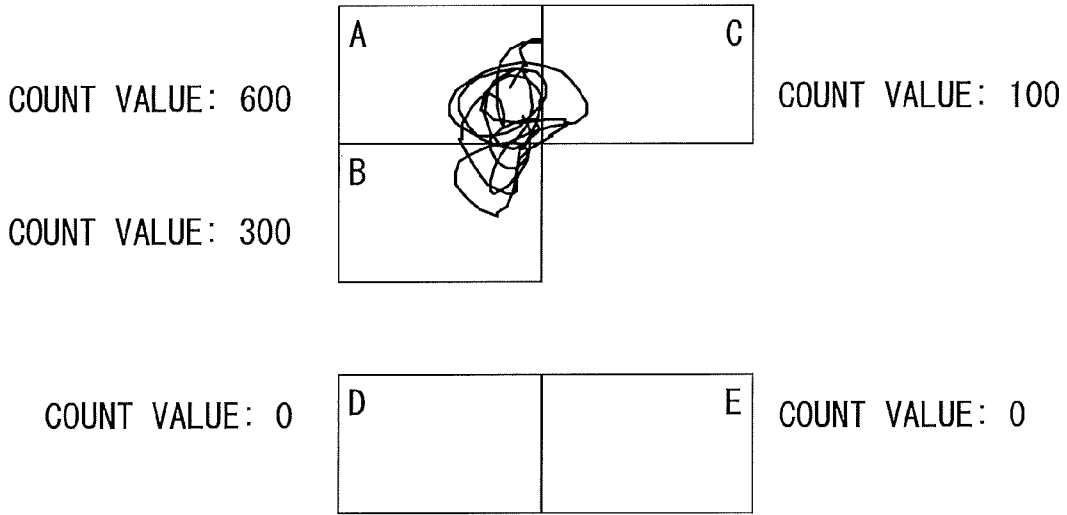 A
C
COUNT VALUE: 600
COUNT VALUE: 100
B
COUNT VALUE: 300
COUNT VALUE: 0
D
E
COUNT VALUE: 0